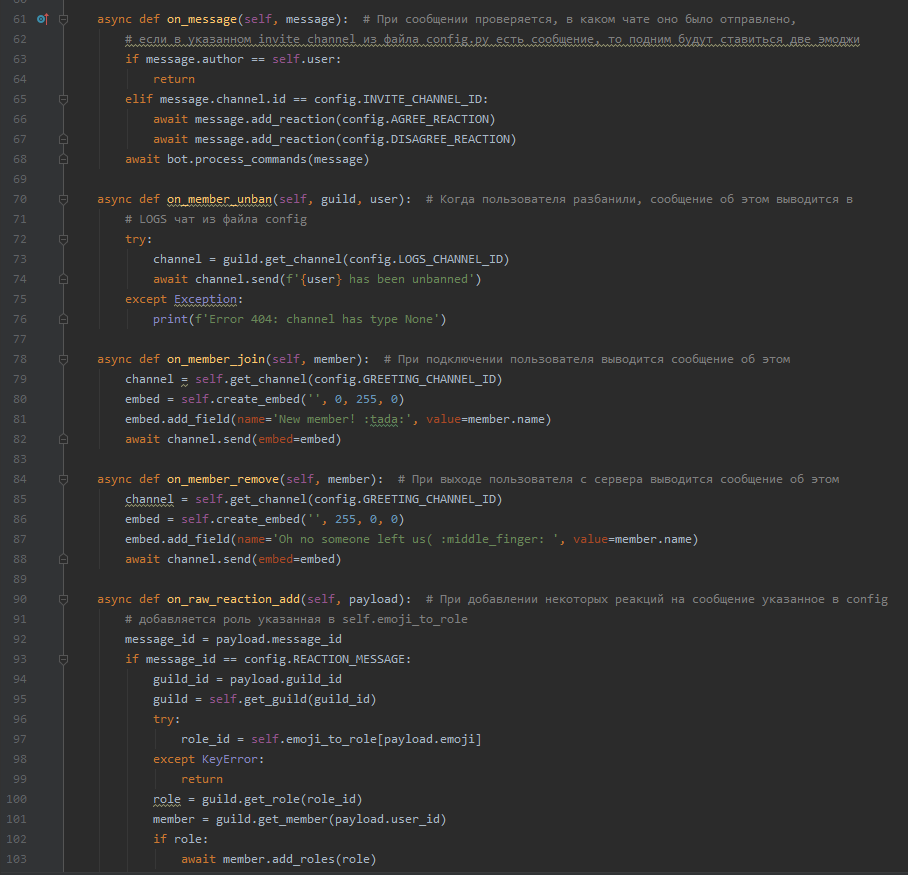 61 async def on_message(self, message):  # При сообщении проверяется, в каком чате оно было отправлено,
62     # если в указанном invite channel из файла config.py есть сообщение, то подним будут ставиться две эмоджи
63     if message.author == self.user:
64         return
65     elif message.channel.id == config.INVITE_CHANNEL_ID:
66         await message.add_reaction(config.AGREE_REACTION)
67         await message.add_reaction(config.DISAGREE_REACTION)
68     await bot.process_commands(message)
69
70 async def on_member_unban(self, guild, user):  # Когда пользователя разбанили, сообщение об этом выводится в
71     # LOGS чат из файла config
72     try:
73         channel = guild.get_channel(config.LOGS_CHANNEL_ID)
74         await channel.send(f'{user} has been unbanned')
75     except Exception:
76         print(f'Error 404: channel has type None')
77
78 async def on_member_join(self, member):  # При подключении пользователя выводится сообщение об этом
79     channel = self.get_channel(config.GREETING_CHANNEL_ID)
80     embed = self.create_embed('', 0, 255, 0)
81     embed.add_field(name='New member! :tada:', value=member.name)
82     await channel.send(embed=embed)
83
84 async def on_member_remove(self, member):  # При выходе пользователя с сервера выводится сообщение об этом
85     channel = self.get_channel(config.GREETING_CHANNEL_ID)
86     embed = self.create_embed('', 255, 0, 0)
87     embed.add_field(name='Oh no someone left us( :middle_finger: ', value=member.name)
88     await channel.send(embed=embed)
89
90 async def on_raw_reaction_add(self, payload):  # При добавлении некоторых реакций на сообщение указанное в config
91     # добавляется роль указанная в self.emoji_to_role
92     message_id = payload.message_id
93     if message_id == config.REACTION_MESSAGE:
94         guild_id = payload.guild_id
95         guild = self.get_guild(guild_id)
96         try:
97             role_id = self.emoji_to_role[payload.emoji]
98         except KeyError:
99             return
100         role = guild.get_role(role_id)
101         member = guild.get_member(payload.user_id)
102         if role:
103             await member.add_roles(role)